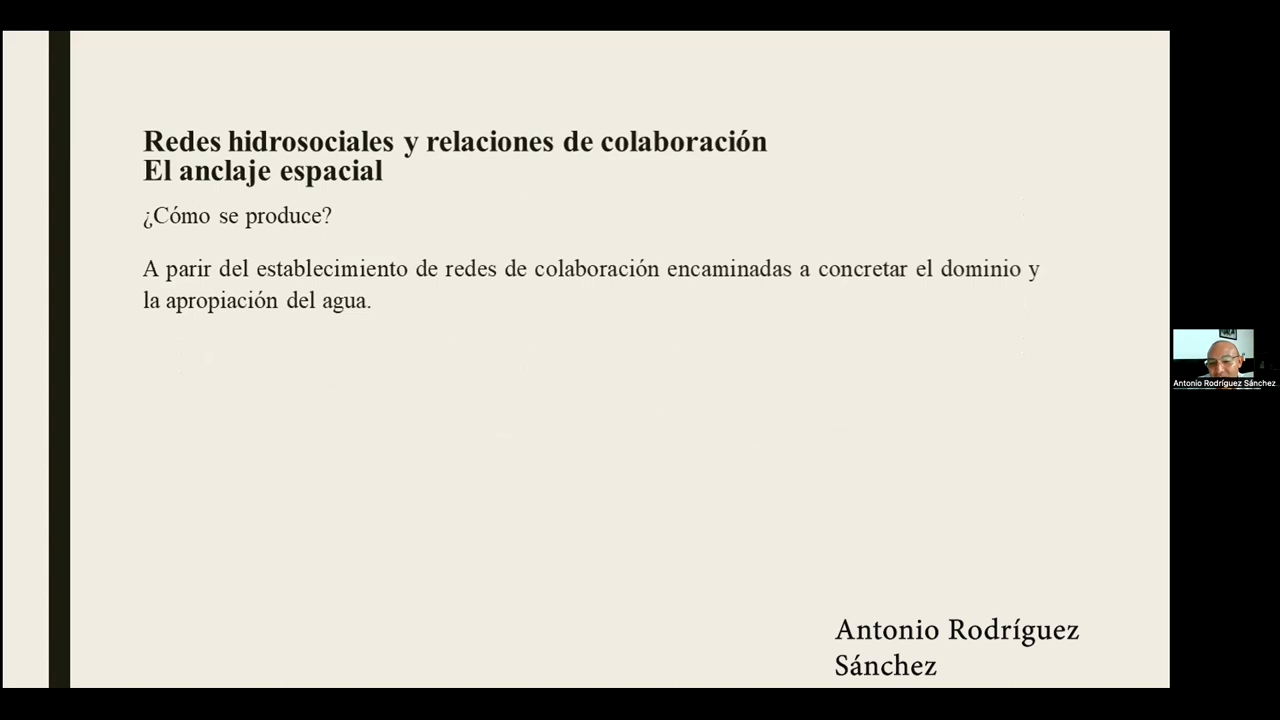 Redes hidrosociales y relaciones de colaboración
El anclaje espacial
¿Cómo se produce?
A parir del establecimiento de redes de colaboración encaminadas a concretar el dominio y
la apropiación del agua.
Antonio Rodríguez Sánchez
Antonio Rodríguez
Sánchez